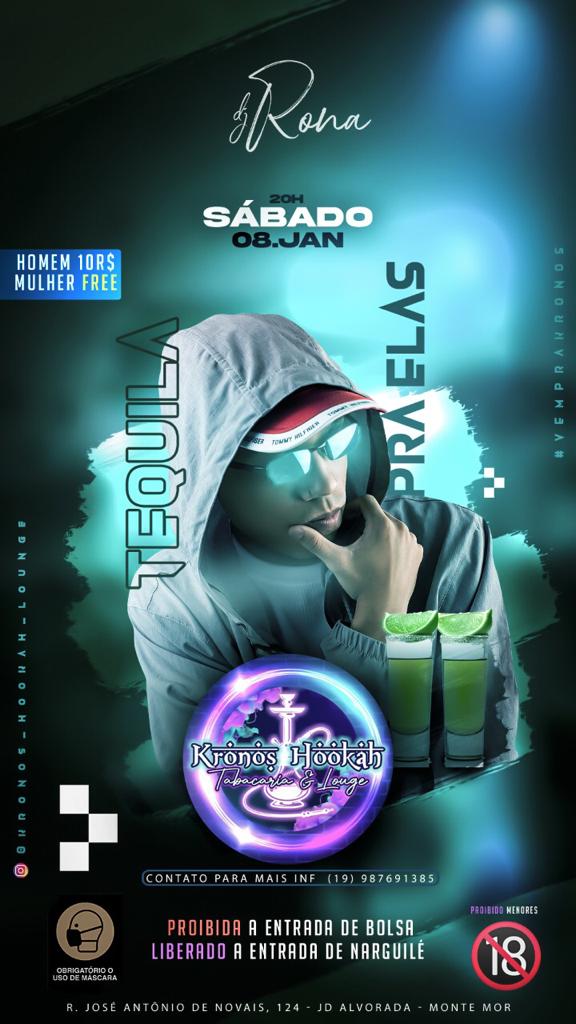 dj Rona
20H
SÁBADO
08.JAN
HOMEM 10R$
MULHER FREE
TEQUILA
PRA ELAS
#VEMPRAKRONOS
TOMMY HILFIGER TOMMY HILFIGER
@KRONOS_HOOKAH_LOUNGE
Kronos Hookah
Tabacaria & Louge
CONTATO PARA MAIS INF (19) 987691385
OBRIGATÓRIO O
USO DE MÁSCARA
PROIBIDA A ENTRADA DE BOLSA
LIBERADO A ENTRADA DE NARGUILÉ
PROIBIDO MENORES
18
R. JOSÉ ANTÔNIO DE NOVAIS, 124 - JD ALVORADA - MONTE MOR